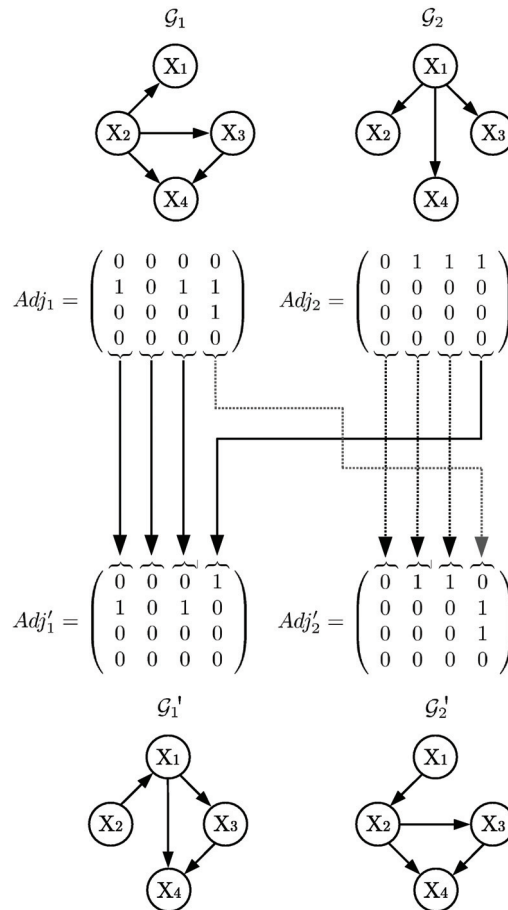 𝒢₁ 𝒢₂
X₁ X₁
X₂ X₃ X₂ X₃
X₄ X₄
0 0 0 0 0 1 1 1
Adj₁ = 1 0 1 1 Adj₂ = 0 0 0 0
0 0 0 1 0 0 0 0
0 0 0 0 0 0 0 0
0 0 0 1 0 1 1 0
Adj′₁ = 1 0 1 0 Adj′₂ = 0 0 0 1
0 0 0 0 0 0 0 1
0 0 0 0 0 0 0 0
𝒢₁' 𝒢₂'
X₁ X₁
X₂ X₃ X₂ X₃
X₄ X₄